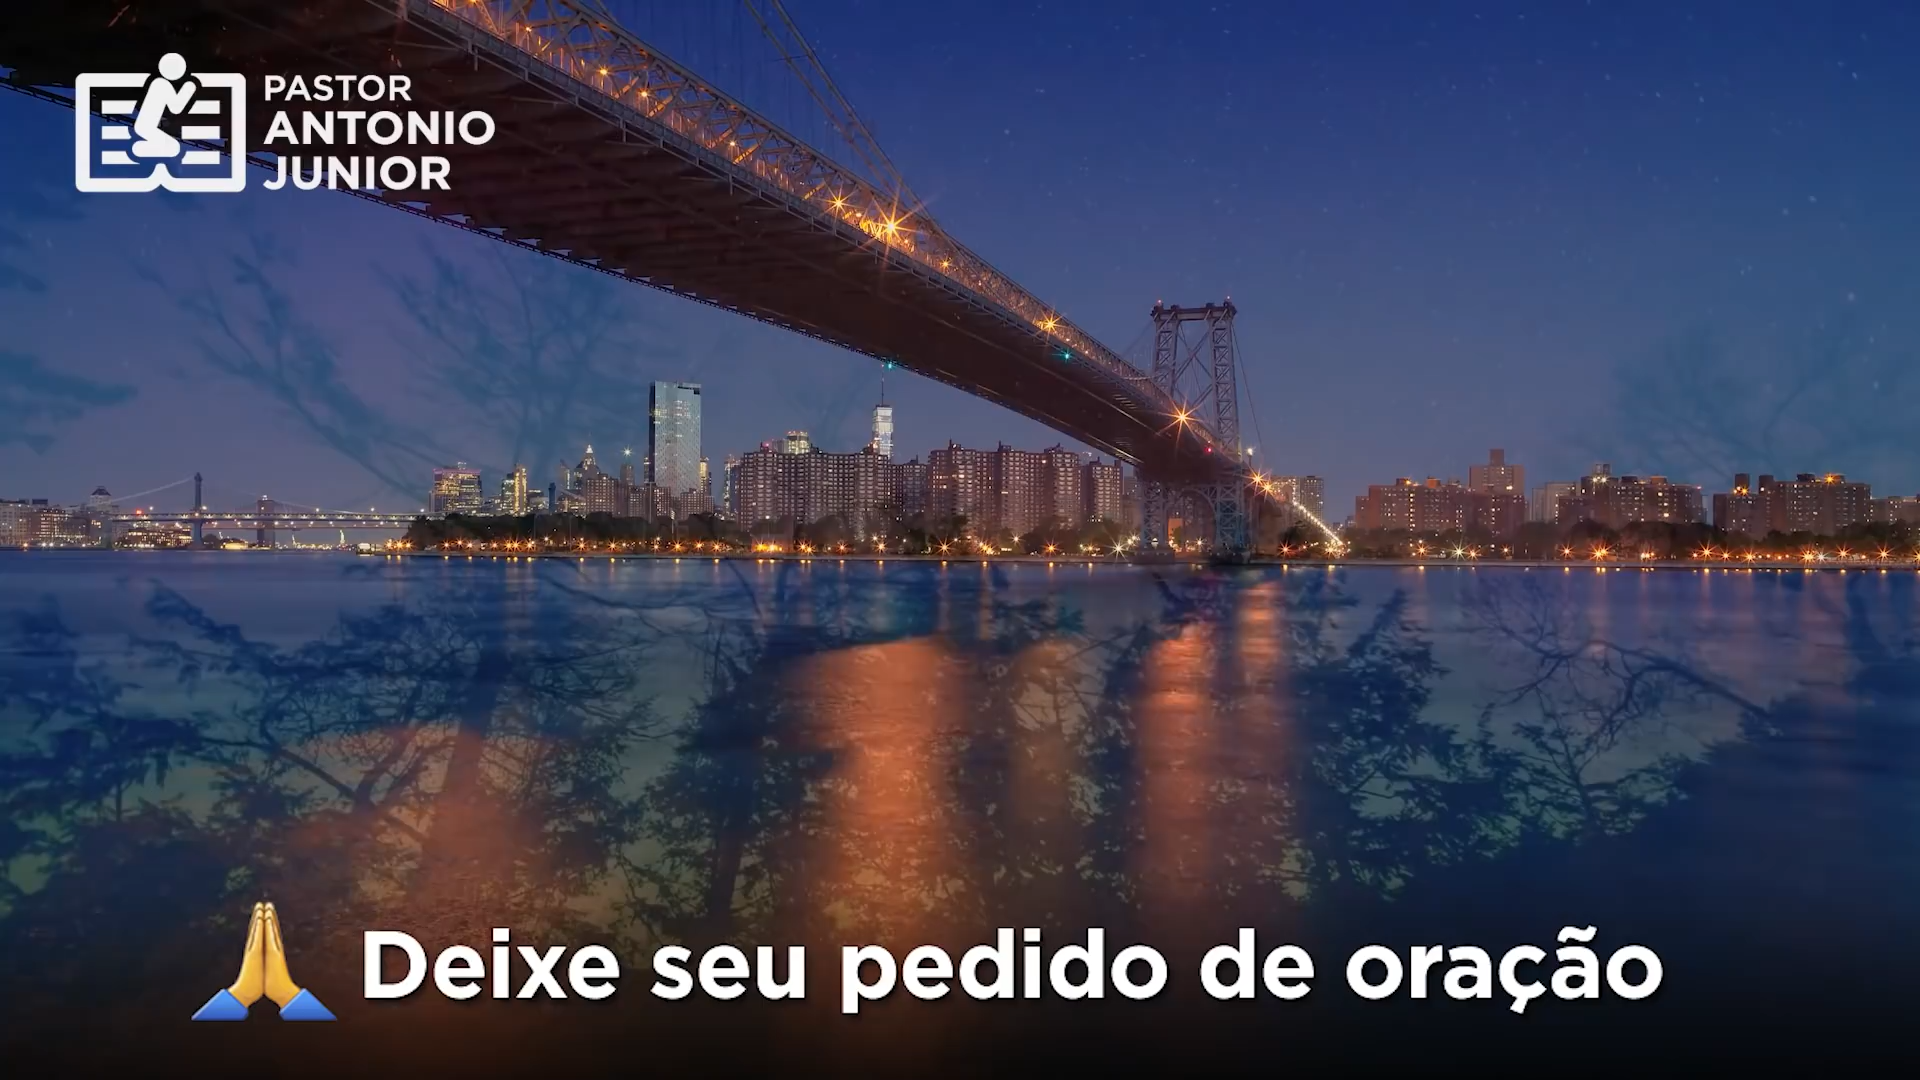 PASTOR
ANTONIO
JUNIOR
🙏 Deixe seu pedido de oração